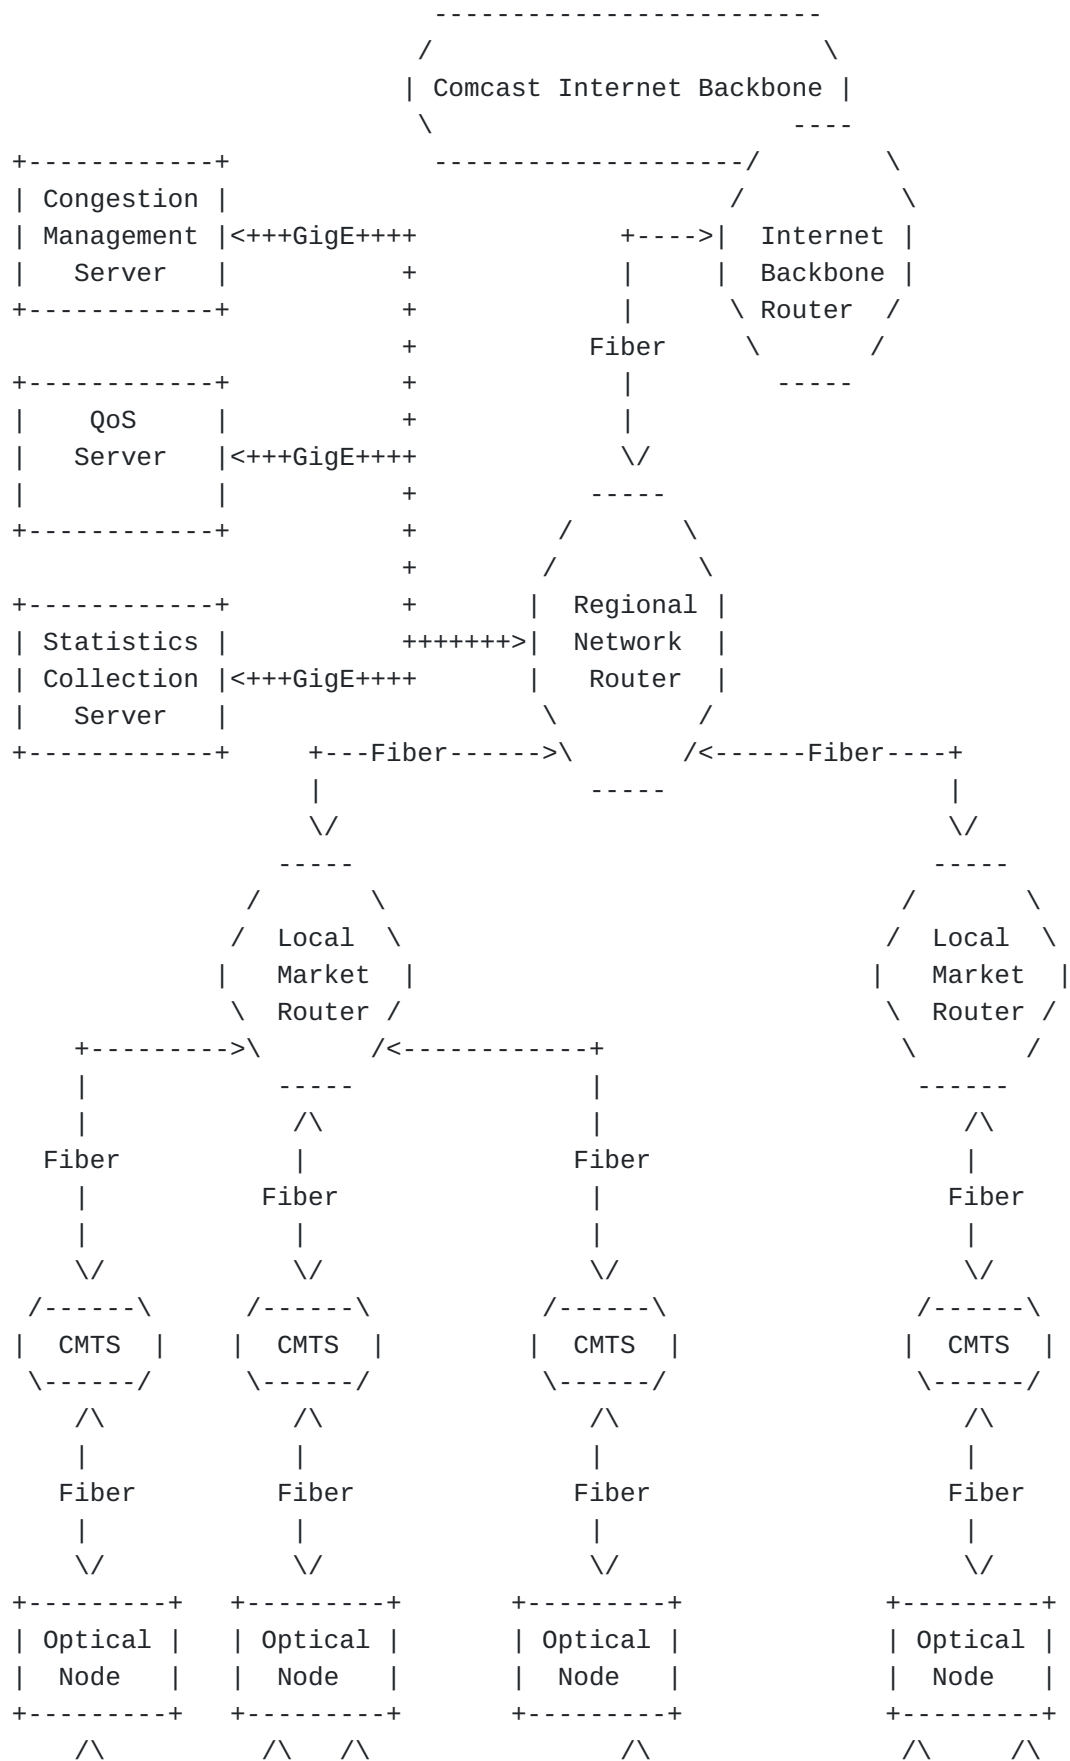 Comcast Internet Backbone
Congestion
Management <+++GigE++++ Internet
Server Backbone
Router
Fiber
QoS
Server <+++GigE++++
Regional
Statistics Network
Collection <+++GigE++++ Router
Server
Fiber Fiber
Local Local
Market Market
Router Router
Fiber Fiber
Fiber Fiber
CMTS CMTS CMTS CMTS
Fiber Fiber Fiber Fiber
Optical Optical Optical Optical
Node Node Node Node